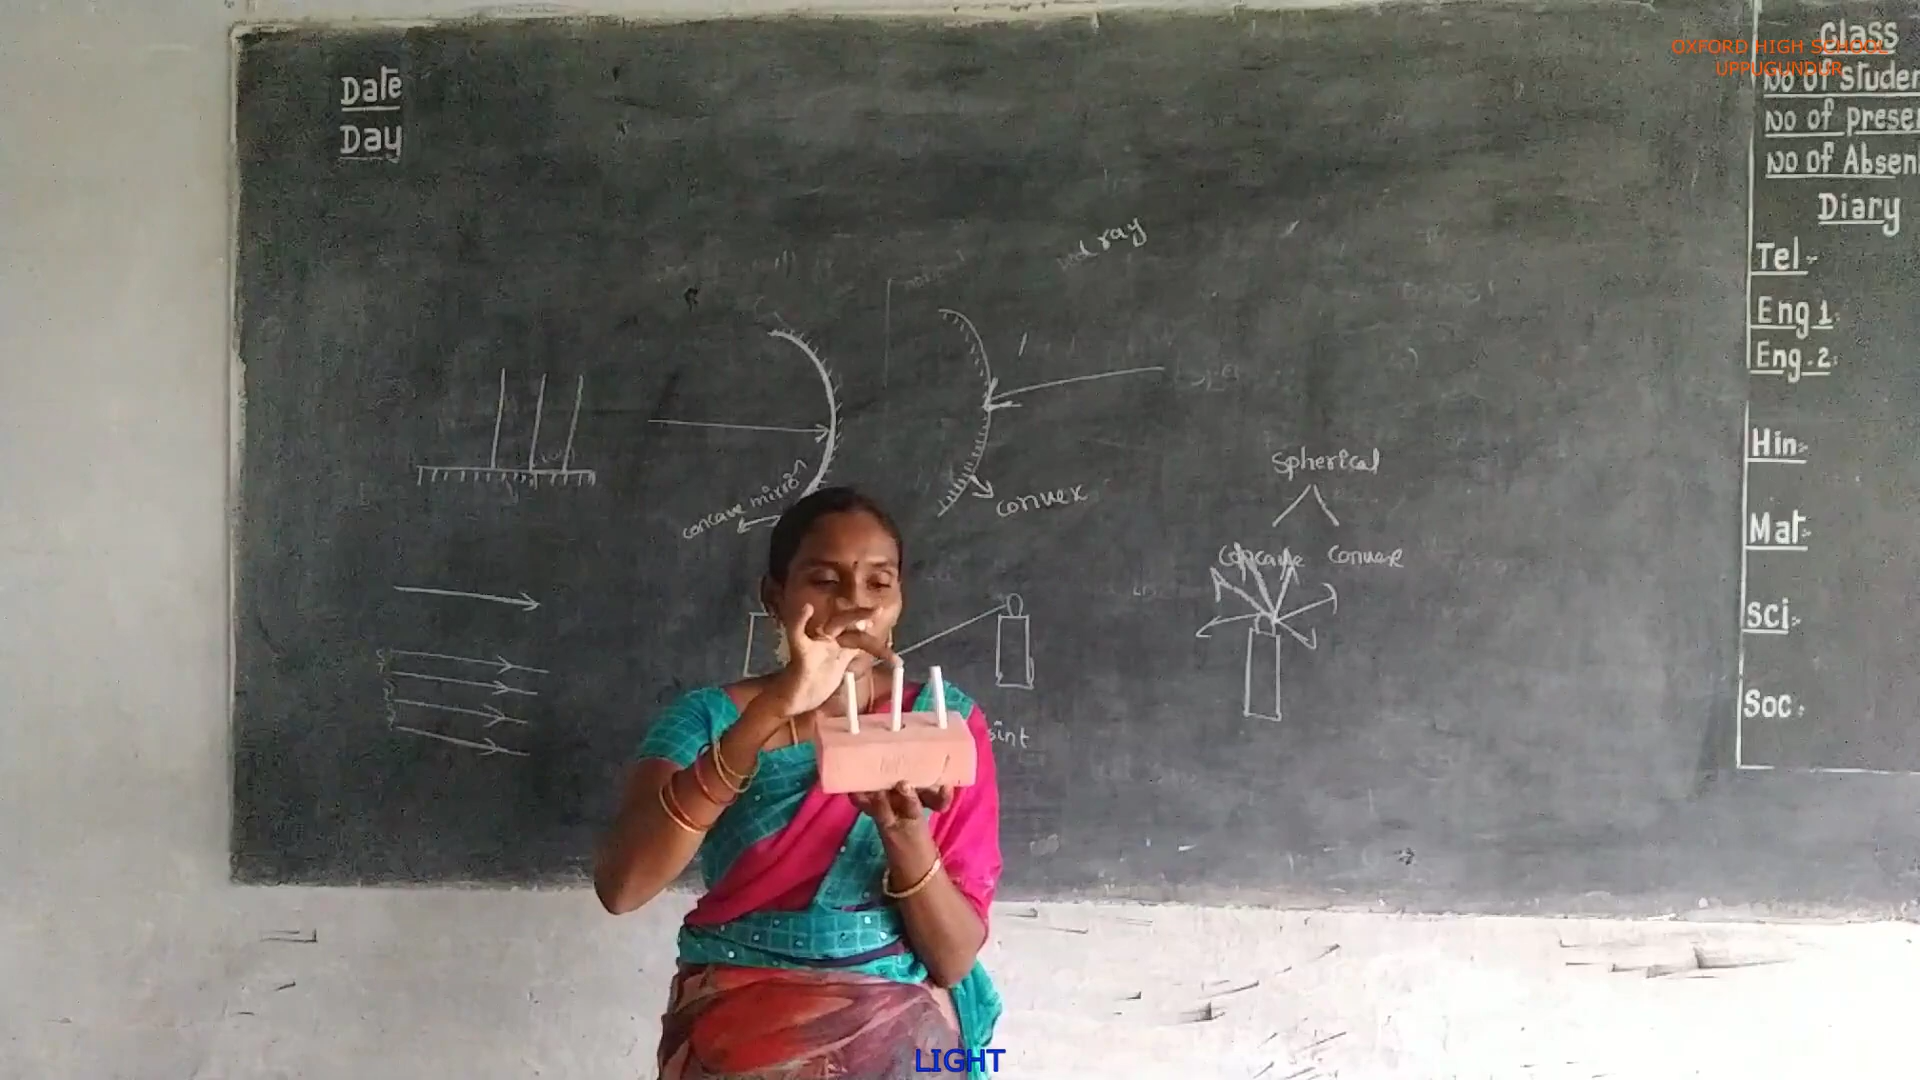 Date
Day
OXFORD HIGH SCHOOL
UPPUGUNDUR
Class
No of Studen
No of presen
No of Absen
Diary
Tel:-
Eng 1:
Eng.2:
Hin:-
Mat:-
Sci:-
Soc:
ray
concave mirror
convex
Spherical
concave convex
LIGHT